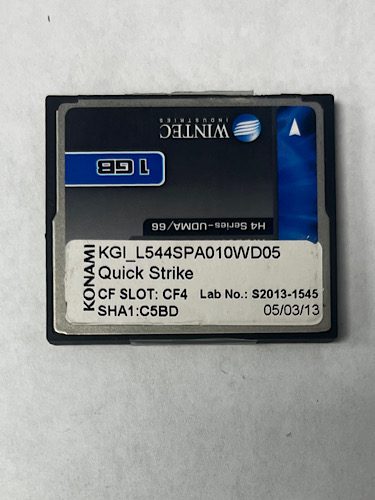 WINTEC
INDUSTRIES
1 GB
H4 Series-UDMA/66
KONAMI
KGI_L544SPA010WD05
Quick Strike
CF SLOT: CF4 Lab No.: S2013-1545
SHA1:C5BD 05/03/13